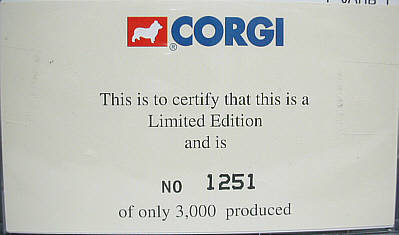 CORGI
This is to certify that this is a
Limited Edition
and is
NO 1251
of only 3,000 produced